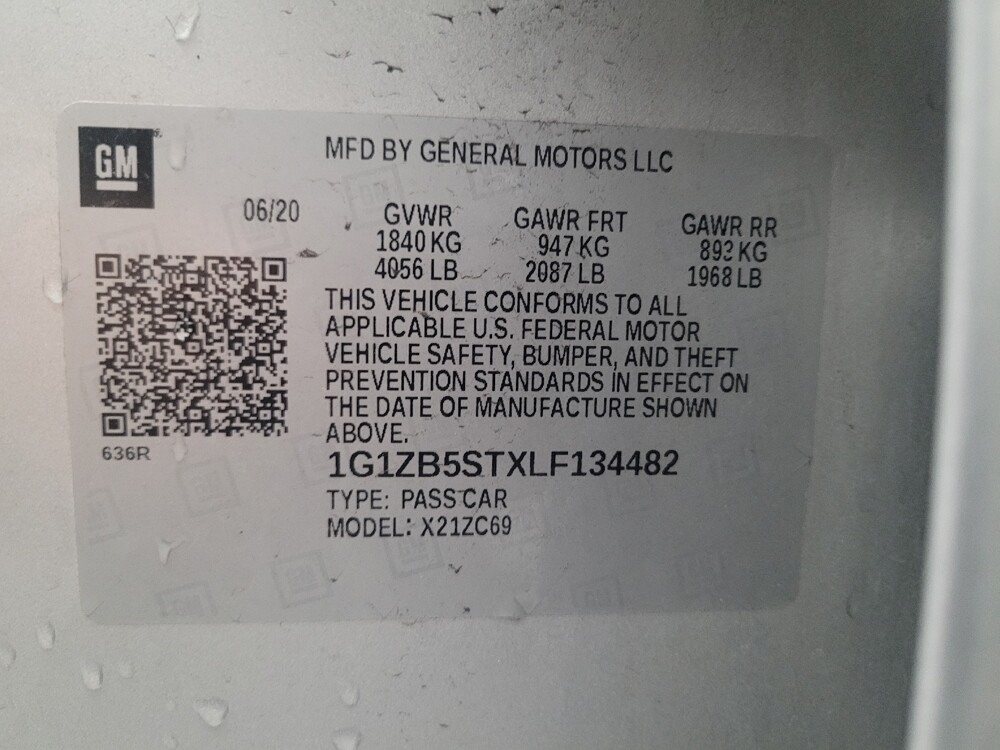 GM
MFD BY GENERAL MOTORS LLC
06/20
GVWR GAWR FRT GAWR RR
1840 KG 947 KG 893 KG
4056 LB 2087 LB 1968 LB
THIS VEHICLE CONFORMS TO ALL
APPLICABLE U.S. FEDERAL MOTOR
VEHICLE SAFETY, BUMPER, AND THEFT
PREVENTION STANDARDS IN EFFECT ON
THE DATE OF MANUFACTURE SHOWN
ABOVE.
636R
1G1ZB5STXLF134482
TYPE: PASS CAR
MODEL: X21ZC69